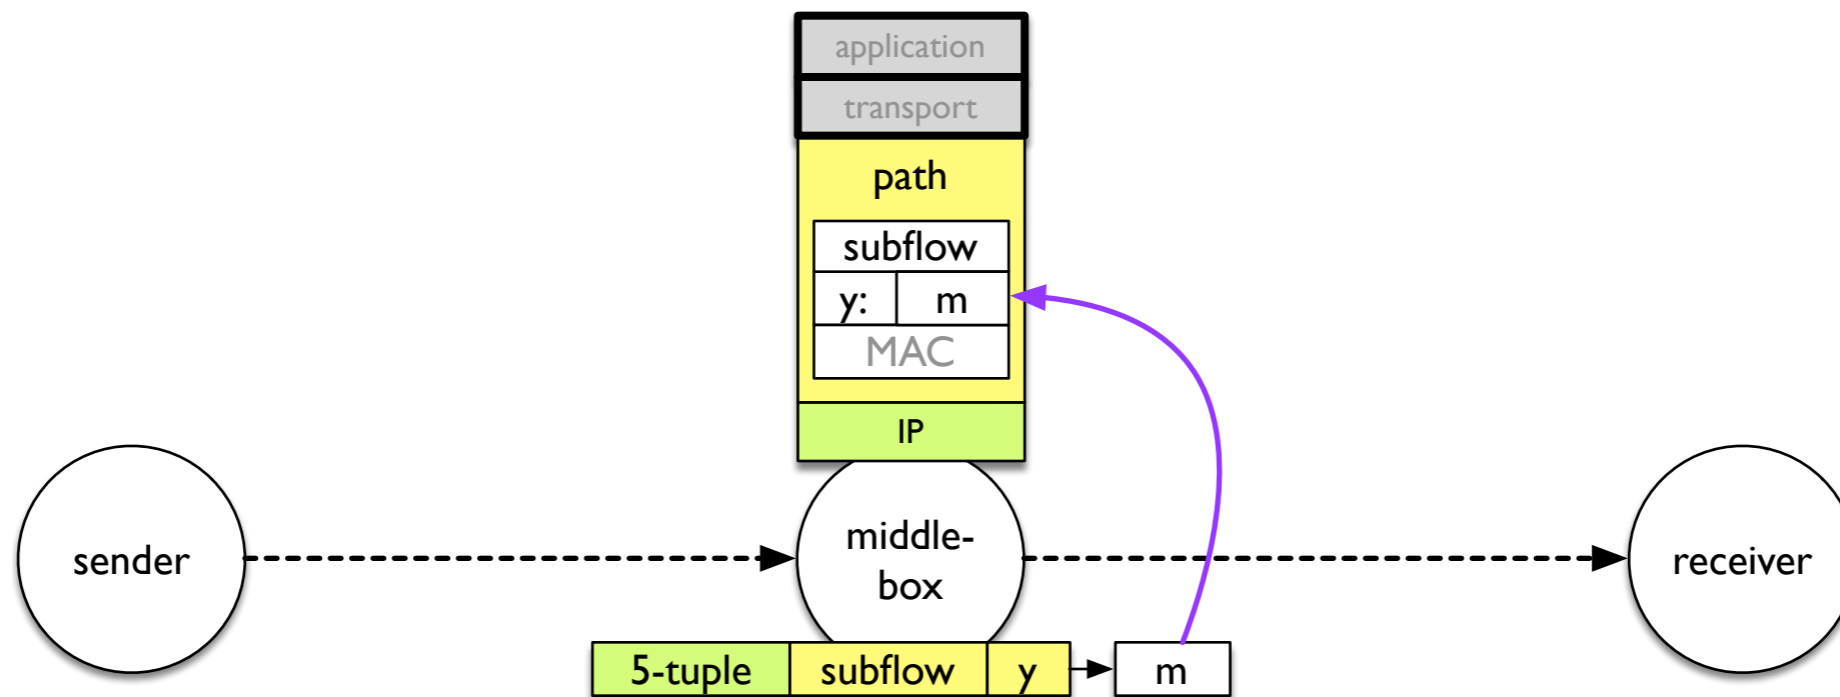 application
transport
path
subflow
y: m
MAC
IP
sender
middle-
box
receiver
5-tuple subflow y m